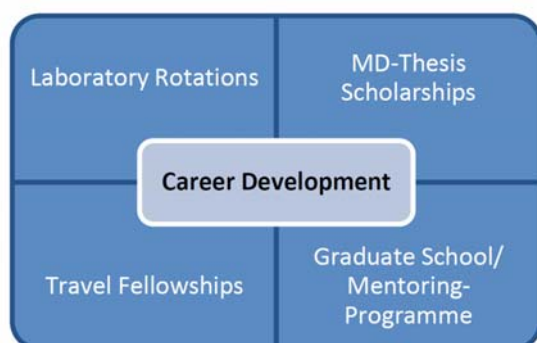 Laboratory Rotations
MD-Thesis
Scholarships
Career Development
Travel Fellowships
Graduate School/
Mentoring-
Programme